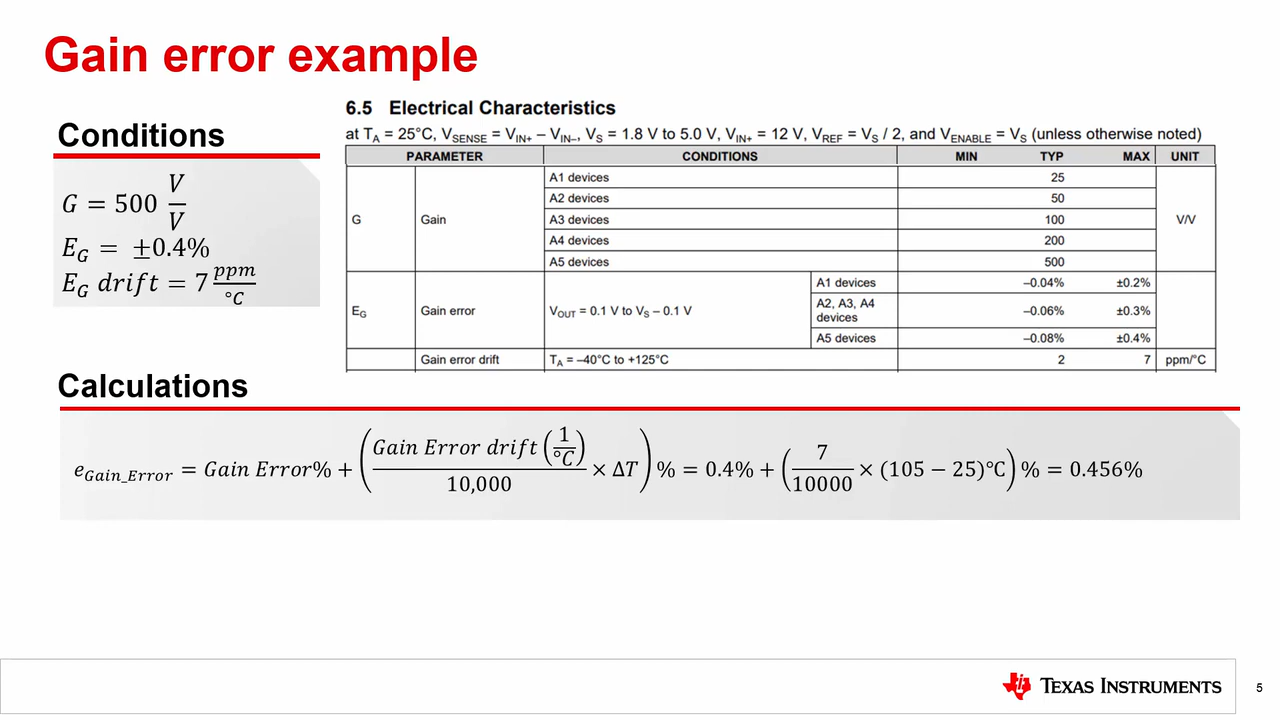 Gain error example
Conditions
G = 500 V/V
E_G = ±0.4%
E_G drift = 7 ppm/°C
6.5 Electrical Characteristics
at T_A = 25°C, V_SENSE = V_IN+ – V_IN–, V_S = 1.8 V to 5.0 V, V_IN+ = 12 V, V_REF = V_S / 2, and V_ENABLE = V_S (unless otherwise noted)
PARAMETER CONDITIONS MIN TYP MAX UNIT
G Gain A1 devices 25 V/V
A2 devices 50
A3 devices 100
A4 devices 200
A5 devices 500
E_G Gain error V_OUT = 0.1 V to V_S – 0.1 V A1 devices –0.04% ±0.2%
A2, A3, A4 devices –0.06% ±0.3%
A5 devices –0.08% ±0.4%
Gain error drift T_A = –40°C to +125°C 2 7 ppm/°C
Calculations
e_Gain_Error = Gain Error% + (Gain Error drift (1/°C) / 10,000 × ΔT) % = 0.4% + (7/10000 × (105 − 25)℃) % = 0.456%
Texas Instruments
5